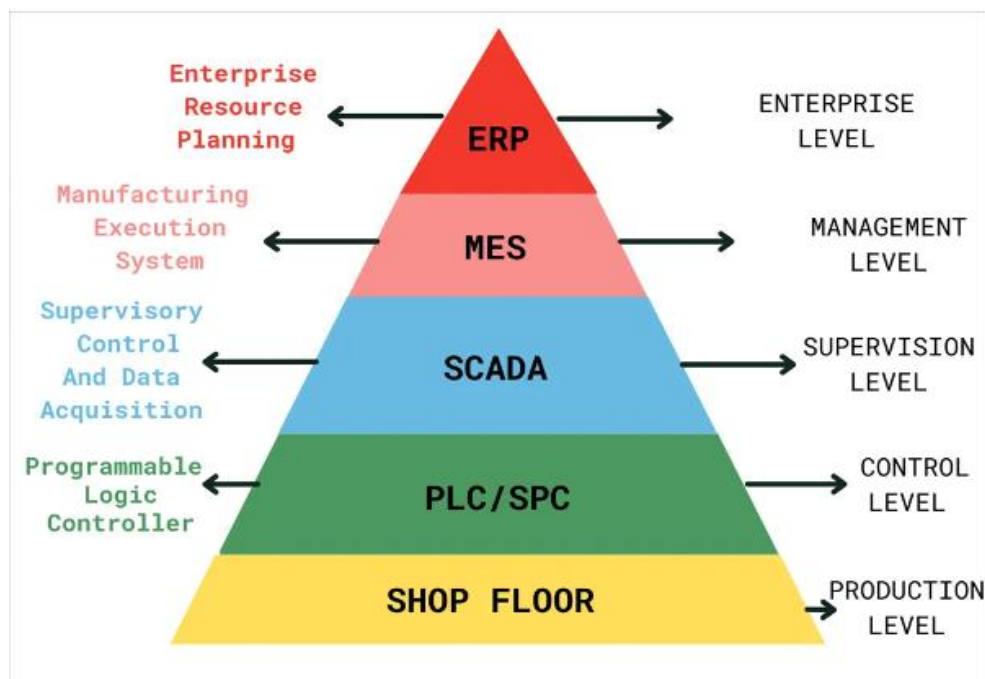 Enterprise
Resource
Planning
ERP
ENTERPRISE
LEVEL
Manufacturing
Execution
System
MES
MANAGEMENT
LEVEL
Supervisory
Control
And Data
Acquisition
SCADA
SUPERVISION
LEVEL
Programmable
Logic
Controller
PLC/SPC
CONTROL
LEVEL
SHOP FLOOR
PRODUCTION
LEVEL